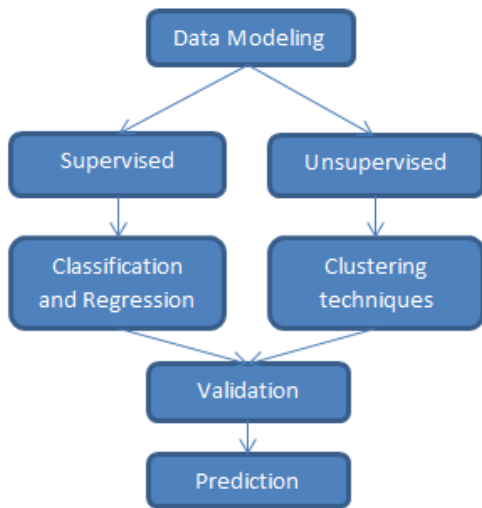 Data Modeling
Supervised
Unsupervised
Classification
and Regression
Clustering
techniques
Validation
Prediction